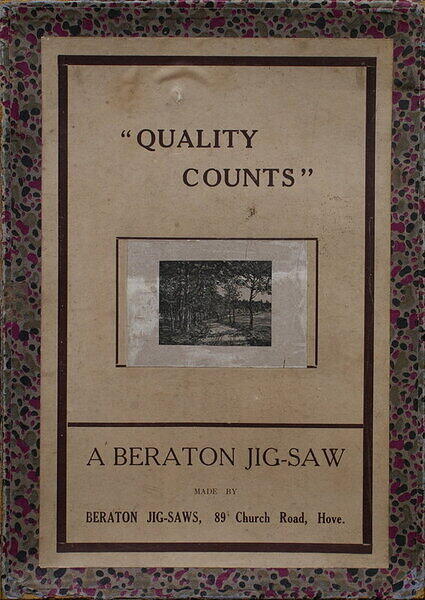 "QUALITY
COUNTS"
A BERATON JIG-SAW
MADE BY
BERATON JIG-SAWS, 89 Church Road, Hove.